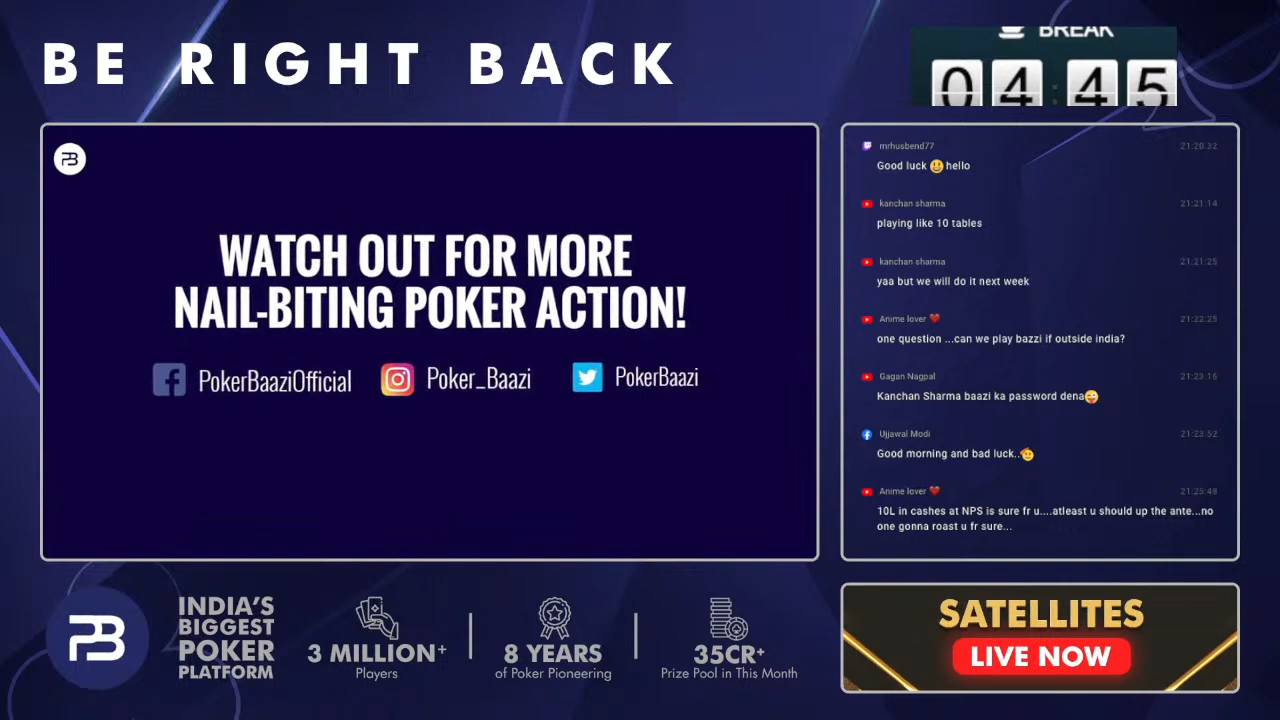 BE RIGHT BACK
BREAK
04:45
PB
WATCH OUT FOR MORE
NAIL-BITING POKER ACTION!
PokerBaaziOfficial
Poker_Baazi
PokerBaazi
mrhusbend77 21:20:32
Good luck 😃 hello
kanchan sharma 21:21:14
playing like 10 tables
kanchan sharma 21:21:25
yaa but we will do it next week
Anime lover ❤️ 21:22:25
one question ...can we play bazzi if outside india?
Gagan Nagpal 21:23:16
Kanchan Sharma baazi ka password dena😜
Ujjawal Modi 21:23:52
Good morning and bad luck..🤕
Anime lover ❤️ 21:25:48
10L in cashes at NPS is sure fr u....atleast u should up the ante...no
one gonna roast u fr sure...
PB
INDIA'S
BIGGEST
POKER
PLATFORM
3 MILLION+
Players
8 YEARS
of Poker Pioneering
35CR+
Prize Pool in This Month
SATELLITES
LIVE NOW